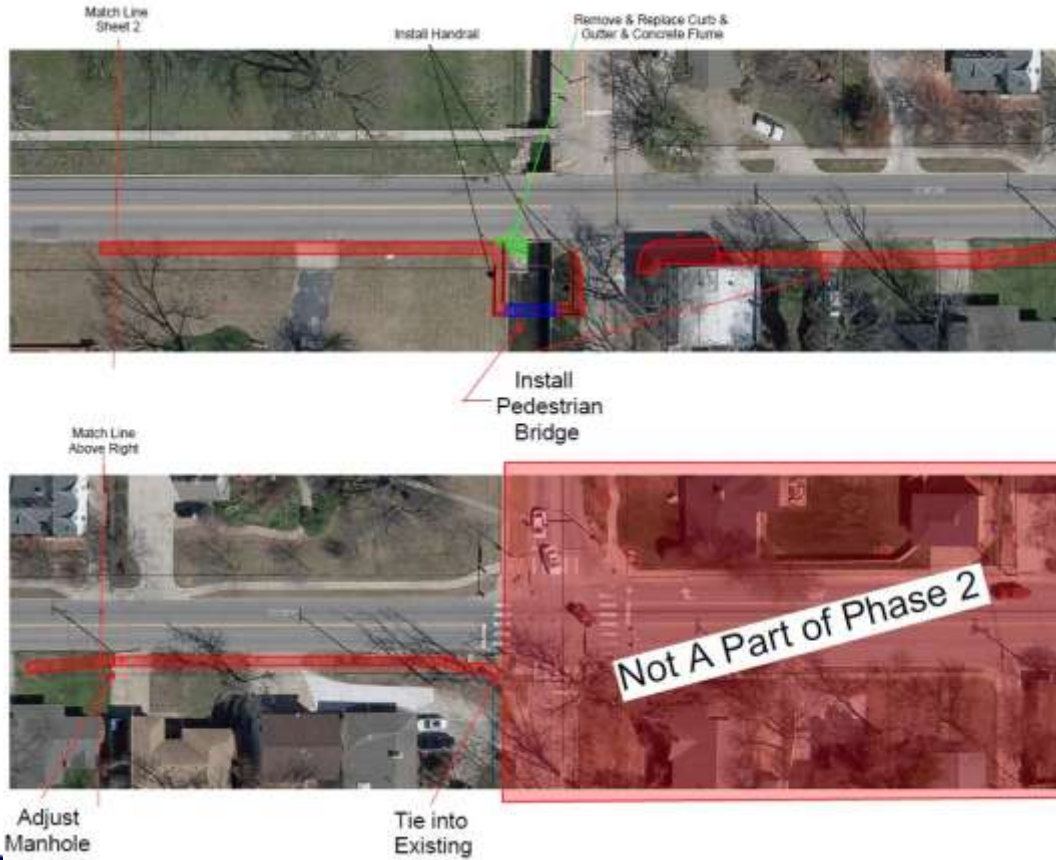 Match Line
Sheet 2
Install Handrail
Remove & Replace Curb &
Gutter & Concrete Flume
Install
Pedestrian
Bridge
Match Line
Above Right
Not A Part of Phase 2
Adjust
Manhole
Tie into
Existing